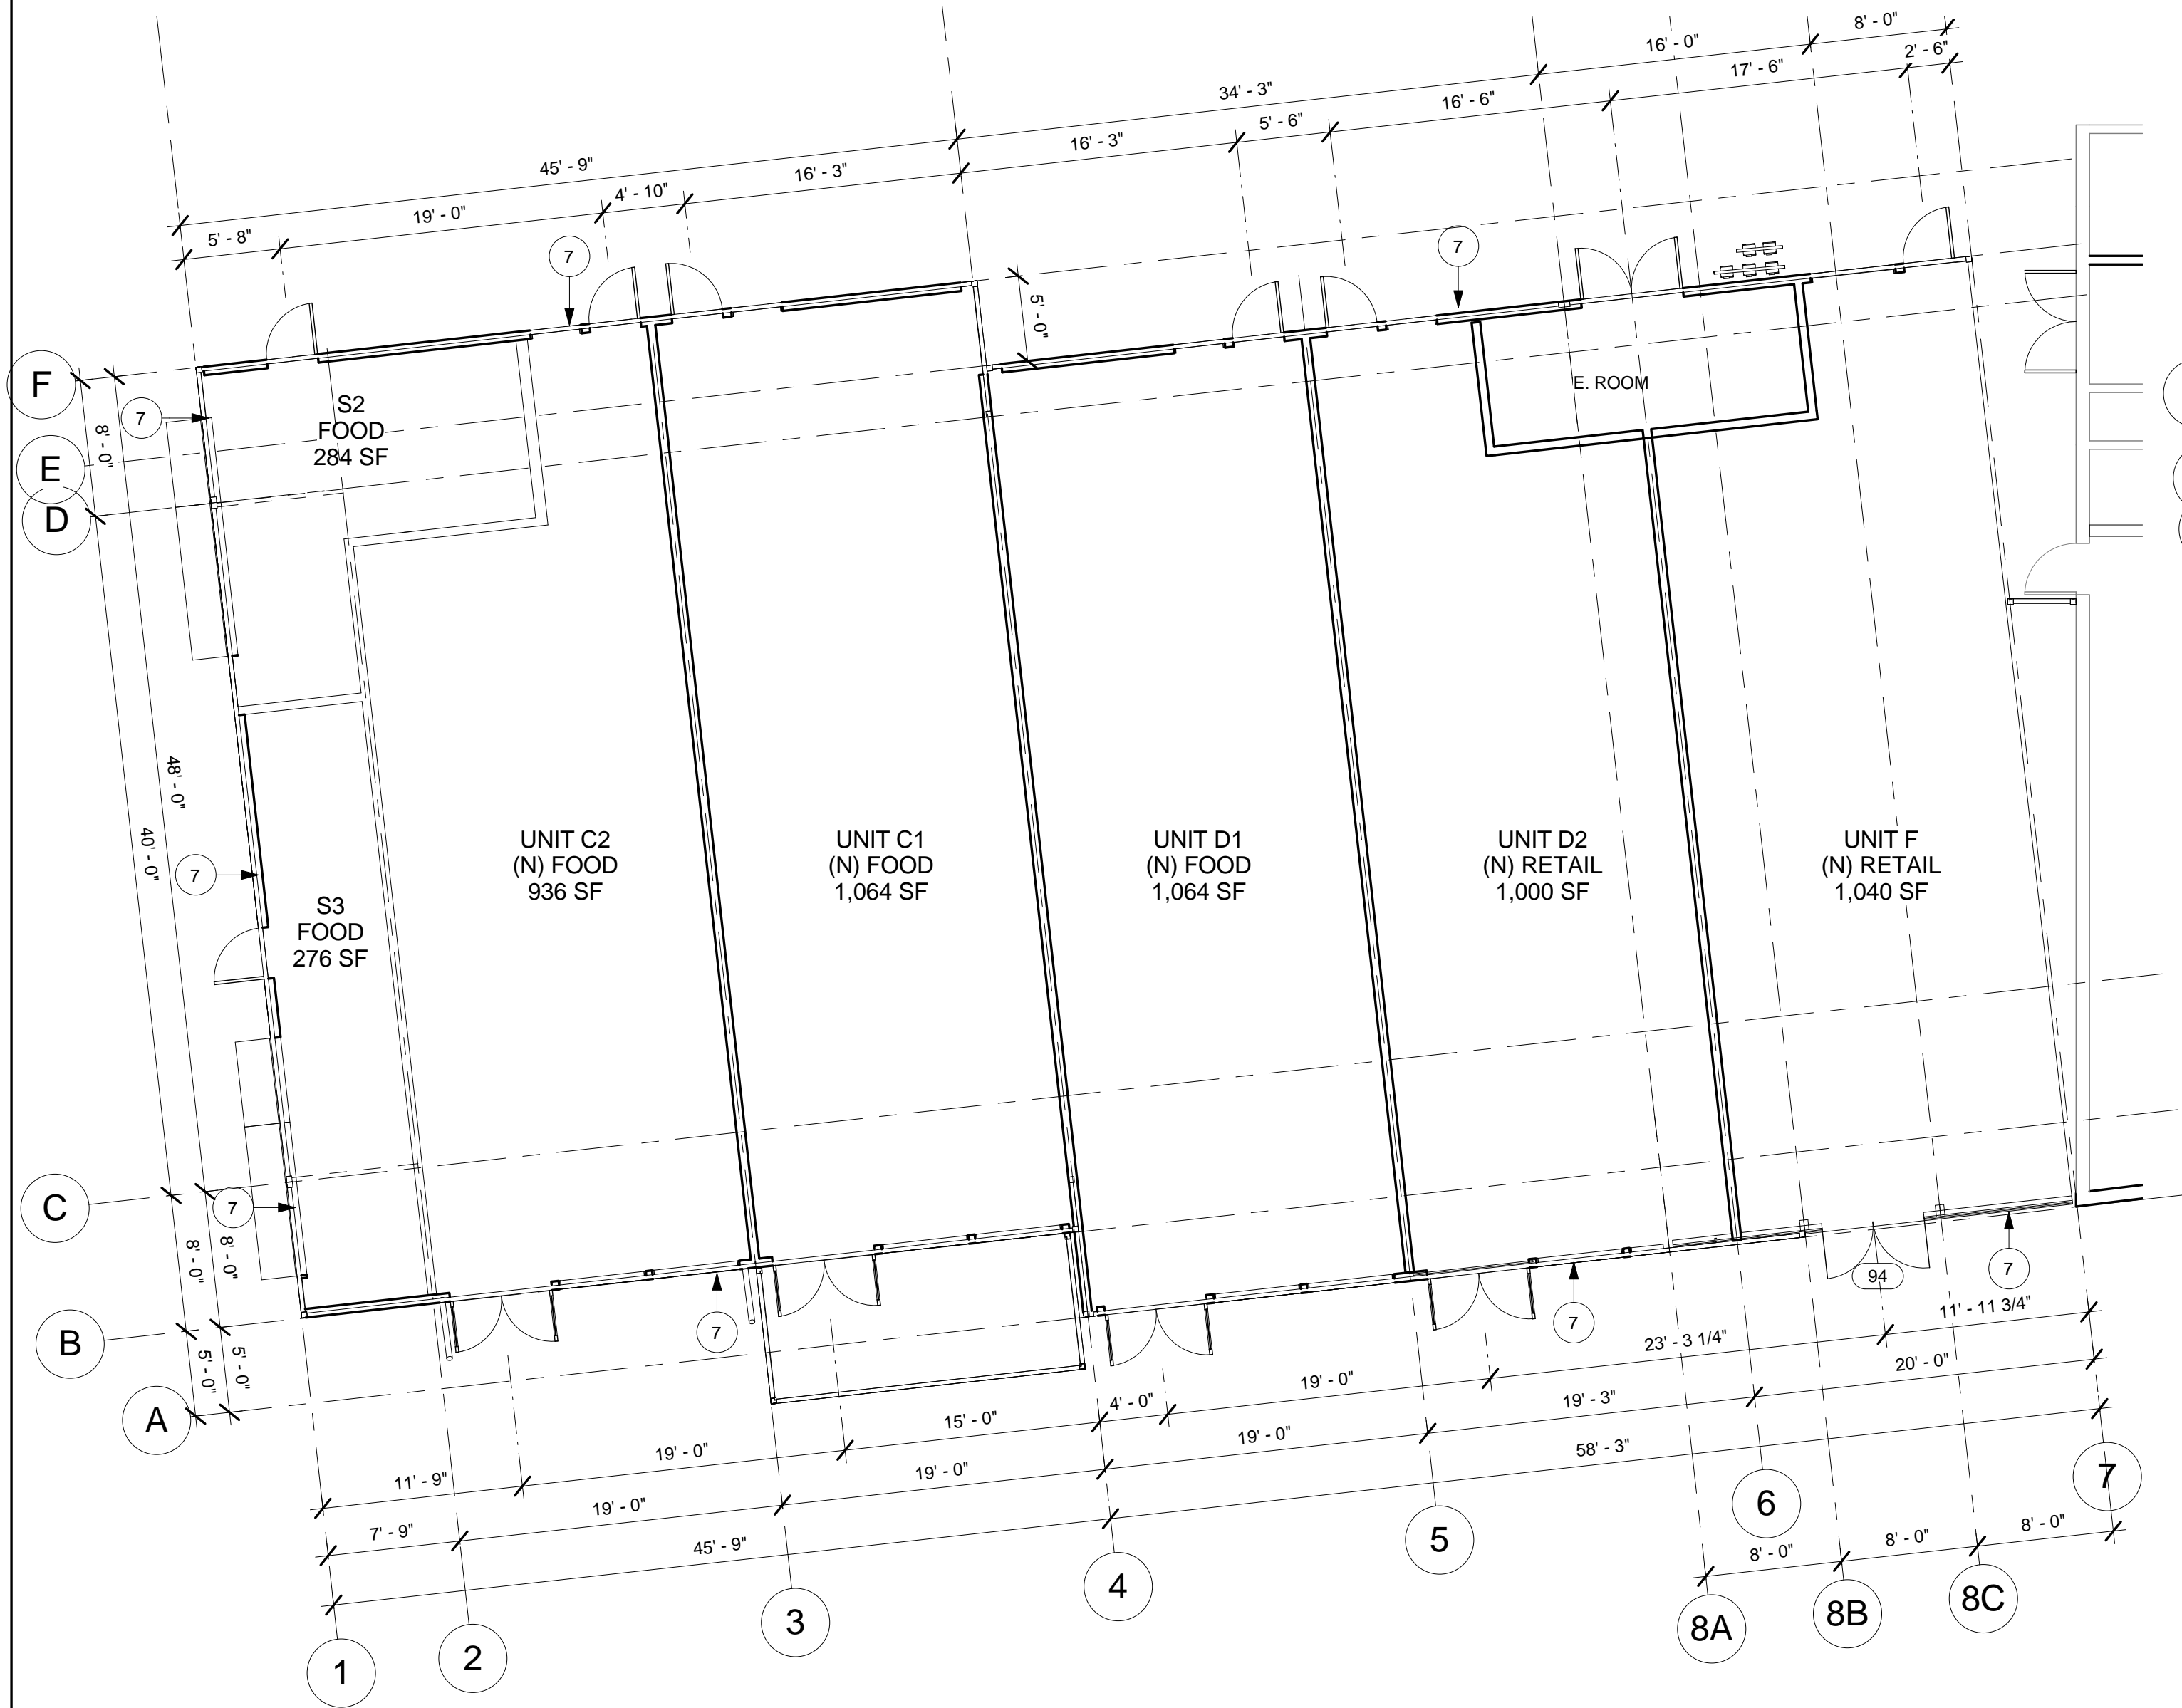 8' - 0"
16' - 0"
2' - 6"
17' - 6"
34' - 3"
16' - 6"
5' - 6"
16' - 3"
45' - 9"
16' - 3"
4' - 10"
19' - 0"
5' - 8"
7
7
5' - 0"
F
E
D
8' - 0"
7
S2
FOOD
284 SF
E. ROOM
48' - 0"
40' - 0"
7
UNIT C2
(N) FOOD
936 SF
UNIT C1
(N) FOOD
1,064 SF
UNIT D1
(N) FOOD
1,064 SF
UNIT D2
(N) RETAIL
1,000 SF
UNIT F
(N) RETAIL
1,040 SF
S3
FOOD
276 SF
C
7
8' - 0"
8' - 0"
B
5' - 0"
5' - 0"
A
7
7
94
7
11' - 11 3/4"
23' - 3 1/4"
19' - 0"
4' - 0"
15' - 0"
19' - 0"
11' - 9"
20' - 0"
19' - 3"
19' - 0"
19' - 0"
19' - 0"
7' - 9"
58' - 3"
45' - 9"
8' - 0"
8' - 0"
8' - 0"
1
2
3
4
5
8A
6
8B
8C
7